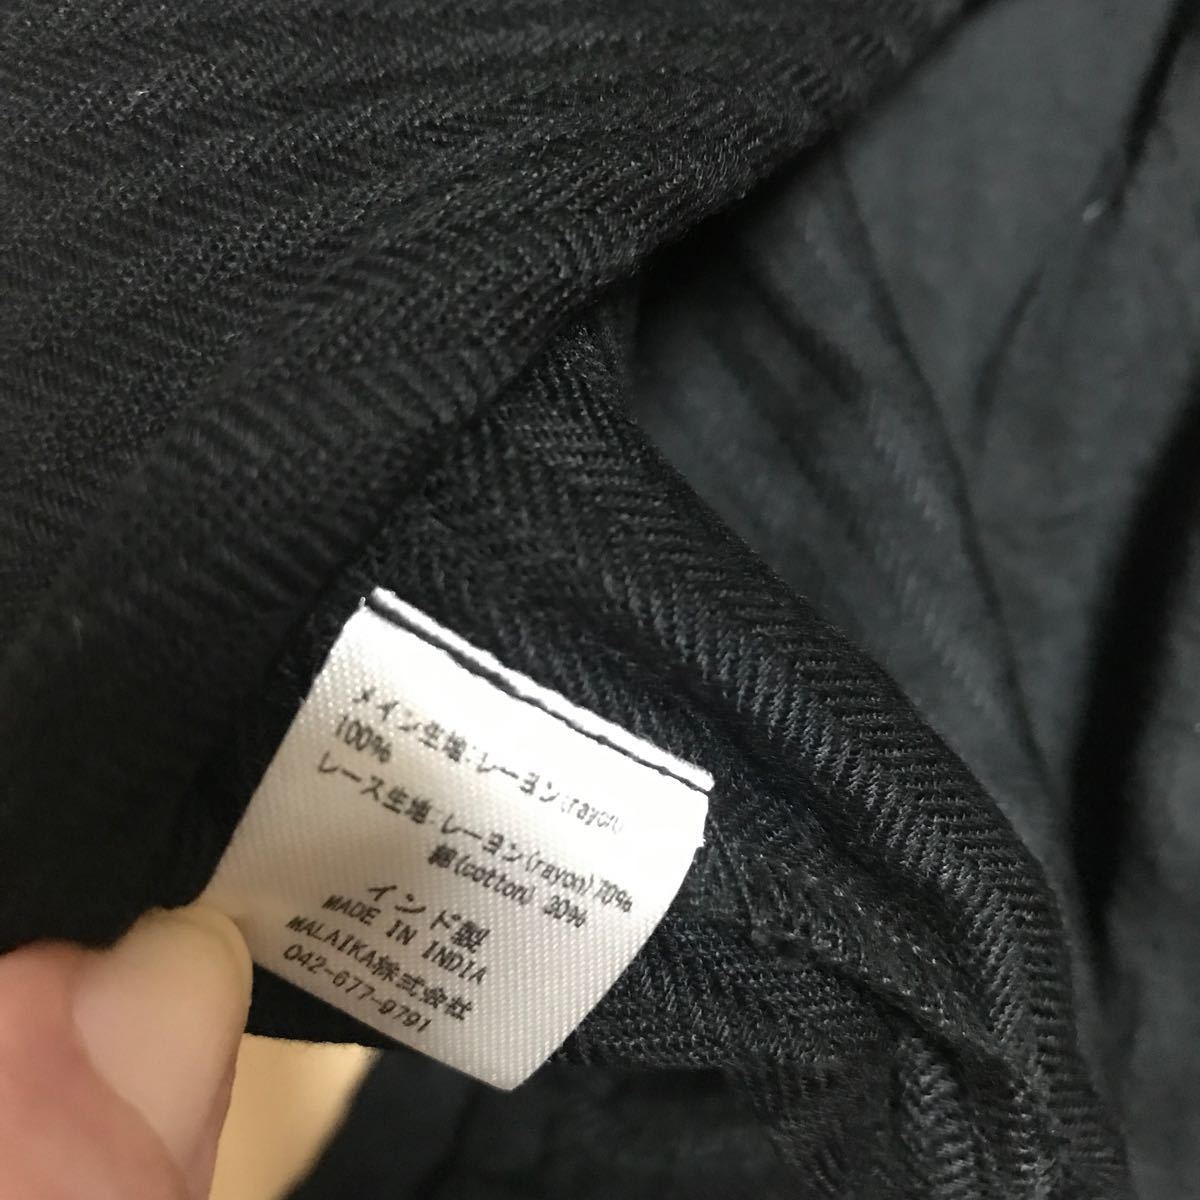 メイン生地:レーヨン(rayon)
100%
レース生地:レーヨン(rayon)70%
綿(cotton) 30%
インド製
MADE IN INDIA
MALAIKA株式会社
042-677-9791